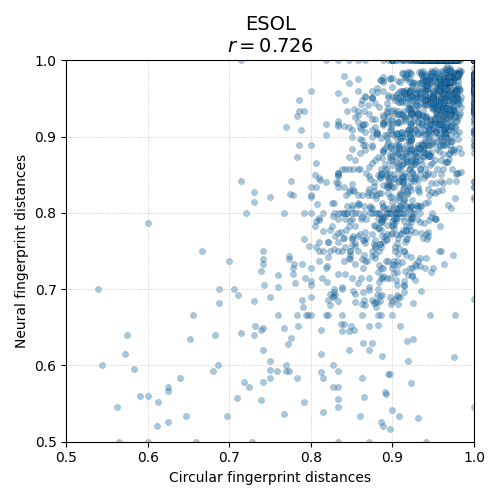 ESOL
r = 0.726
1.0
0.9
0.8
0.7
0.6
0.5
Neural fingerprint distances
0.5 0.6 0.7 0.8 0.9 1.0
Circular fingerprint distances